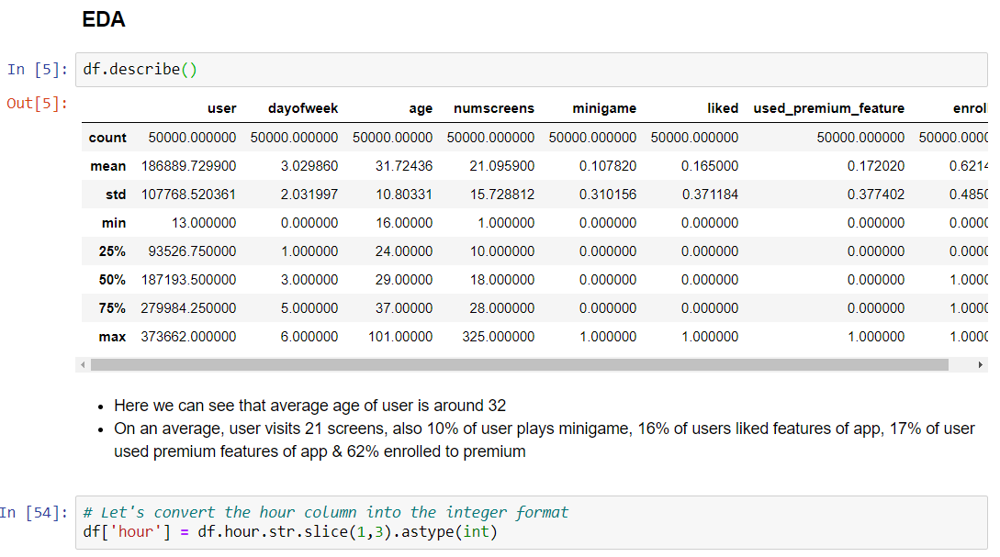 EDA
In [5]: df.describe()
Out[5]:
user dayofweek age numscreens minigame liked used_premium_feature enroll
count 50000.000000 50000.000000 50000.00000 50000.000000 50000.000000 50000.000000 50000.000000 50000.0000
mean 186889.729900 3.029860 31.72436 21.095900 0.107820 0.165000 0.172020 0.6214
std 107768.520361 2.031997 10.80331 15.728812 0.310156 0.371184 0.377402 0.4850
min 13.000000 0.000000 16.00000 1.000000 0.000000 0.000000 0.000000 0.0000
25% 93526.750000 1.000000 24.00000 10.000000 0.000000 0.000000 0.000000 0.0000
50% 187193.500000 3.000000 29.00000 18.000000 0.000000 0.000000 0.000000 1.0000
75% 279984.250000 5.000000 37.00000 28.000000 0.000000 0.000000 0.000000 1.0000
max 373662.000000 6.000000 101.00000 325.000000 1.000000 1.000000 1.000000 1.0000
• Here we can see that average age of user is around 32
• On an average, user visits 21 screens, also 10% of user plays minigame, 16% of users liked features of app, 17% of user
used premium features of app & 62% enrolled to premium
In [54]: # Let's convert the hour column into the integer format
df['hour'] = df.hour.str.slice(1,3).astype(int)